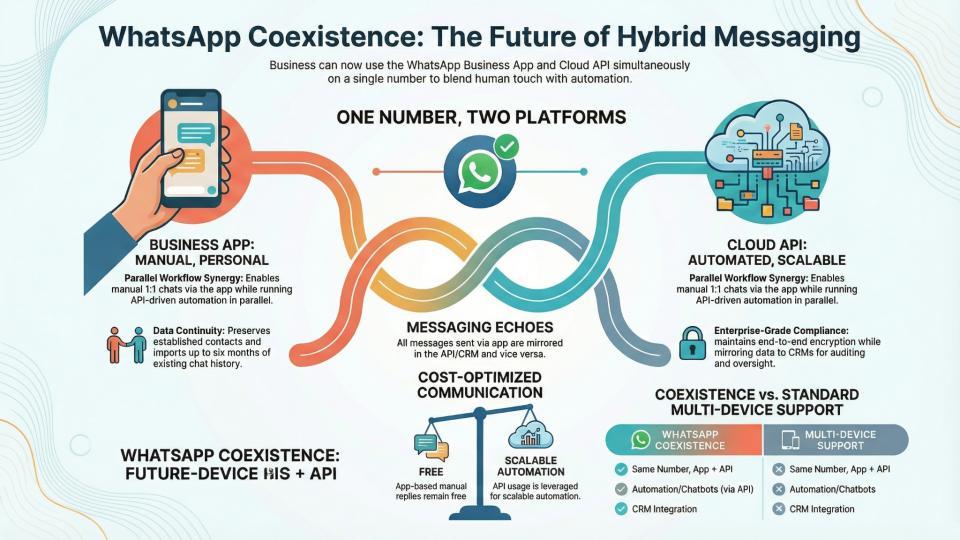 WhatsApp Coexistence: The Future of Hybrid Messaging
Business can now use the WhatsApp Business App and Cloud API simultaneously
on a single number to blend human touch with automation.
ONE NUMBER, TWO PLATFORMS
BUSINESS APP:
MANUAL, PERSONAL
Parallel Workflow Synergy: Enables
manual 1:1 chats via the app while running
API-driven automation in parallel.
Data Continuity: Preserves
established contacts and
imports up to six months of
existing chat history.
CLOUD API:
AUTOMATED, SCALABLE
Parallel Workflow Synergy: Enables
manual 1:1 chats via the app while running
API-driven automation in parallel.
Enterprise-Grade Compliance:
maintains end-to-end encryption while
mirroring data to CRMs for auditing
and oversight.
MESSAGING ECHOES
All messages sent via app are mirrored
in the API/CRM and vice versa.
COST-OPTIMIZED
COMMUNICATION
FREE
App-based manual
replies remain free
SCALABLE
AUTOMATION
API usage is leveraged
for scalable automation.
WHATSAPP COEXISTENCE:
FUTURE-DEVICE + API
COEXISTENCE vs. STANDARD
MULTI-DEVICE SUPPORT
WHATSAPP
COEXISTENCE
MULTI-DEVICE
SUPPORT
Same Number, App + API
Same Number, App + API
Automation/Chatbots (via API)
Automation/Chatbots
CRM Integration
CRM Integration